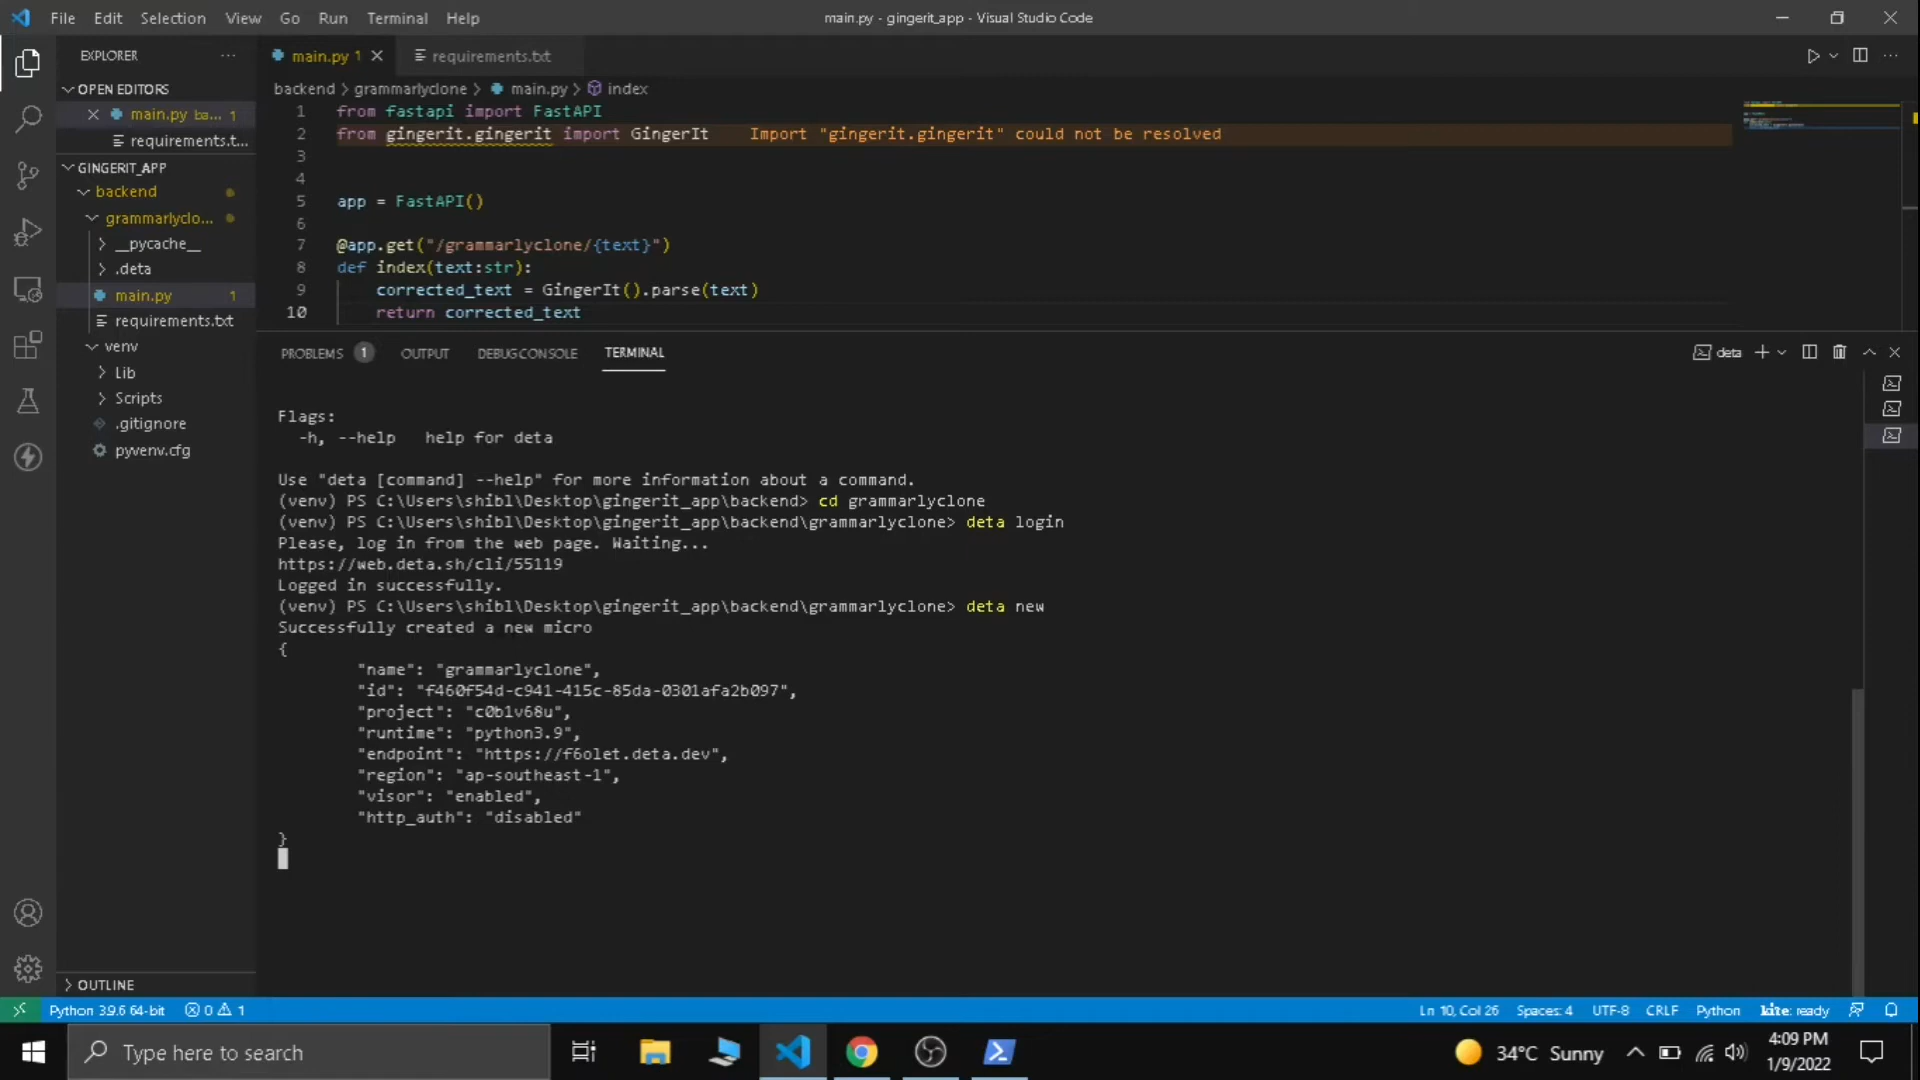 File Edit Selection View Go Run Terminal Help
main.py - gingerit_app - Visual Studio Code
EXPLORER
OPEN EDITORS
main.py ba... 1
requirements.t...
GINGERIT_APP
backend
grammarlyclo...
__pycache__
.deta
main.py 1
requirements.txt
venv
Lib
Scripts
.gitignore
pyvenv.cfg
OUTLINE
main.py 1 requirements.txt
backend > grammarlyclone > main.py > index
1 from fastapi import FastAPI
2 from gingerit.gingerit import GingerIt Import "gingerit.gingerit" could not be resolved
3
4
5 app = FastAPI()
6
7 @app.get("/grammarlyclone/{text}")
8 def index(text:str):
9 corrected_text = GingerIt().parse(text)
10 return corrected_text
PROBLEMS 1 OUTPUT DEBUG CONSOLE TERMINAL
deta
Flags:
-h, --help help for deta
Use "deta [command] --help" for more information about a command.
(venv) PS C:\Users\shibl\Desktop\gingerit_app\backend> cd grammarlyclone
(venv) PS C:\Users\shibl\Desktop\gingerit_app\backend\grammarlyclone> deta login
Please, log in from the web page. Waiting...
https://web.deta.sh/cli/55119
Logged in successfully.
(venv) PS C:\Users\shibl\Desktop\gingerit_app\backend\grammarlyclone> deta new
Successfully created a new micro
{
"name": "grammarlyclone",
"id": "f460f54d-c941-415c-85da-0301afa2b097",
"project": "c0b1v68u",
"runtime": "python3.9",
"endpoint": "https://f6olet.deta.dev",
"region": "ap-southeast-1",
"visor": "enabled",
"http_auth": "disabled"
}
Python 3.9.6 64-bit 0 1
Ln 10, Col 26 Spaces: 4 UTF-8 CRLF Python kite: ready
Type here to search
34°C Sunny
4:09 PM
1/9/2022